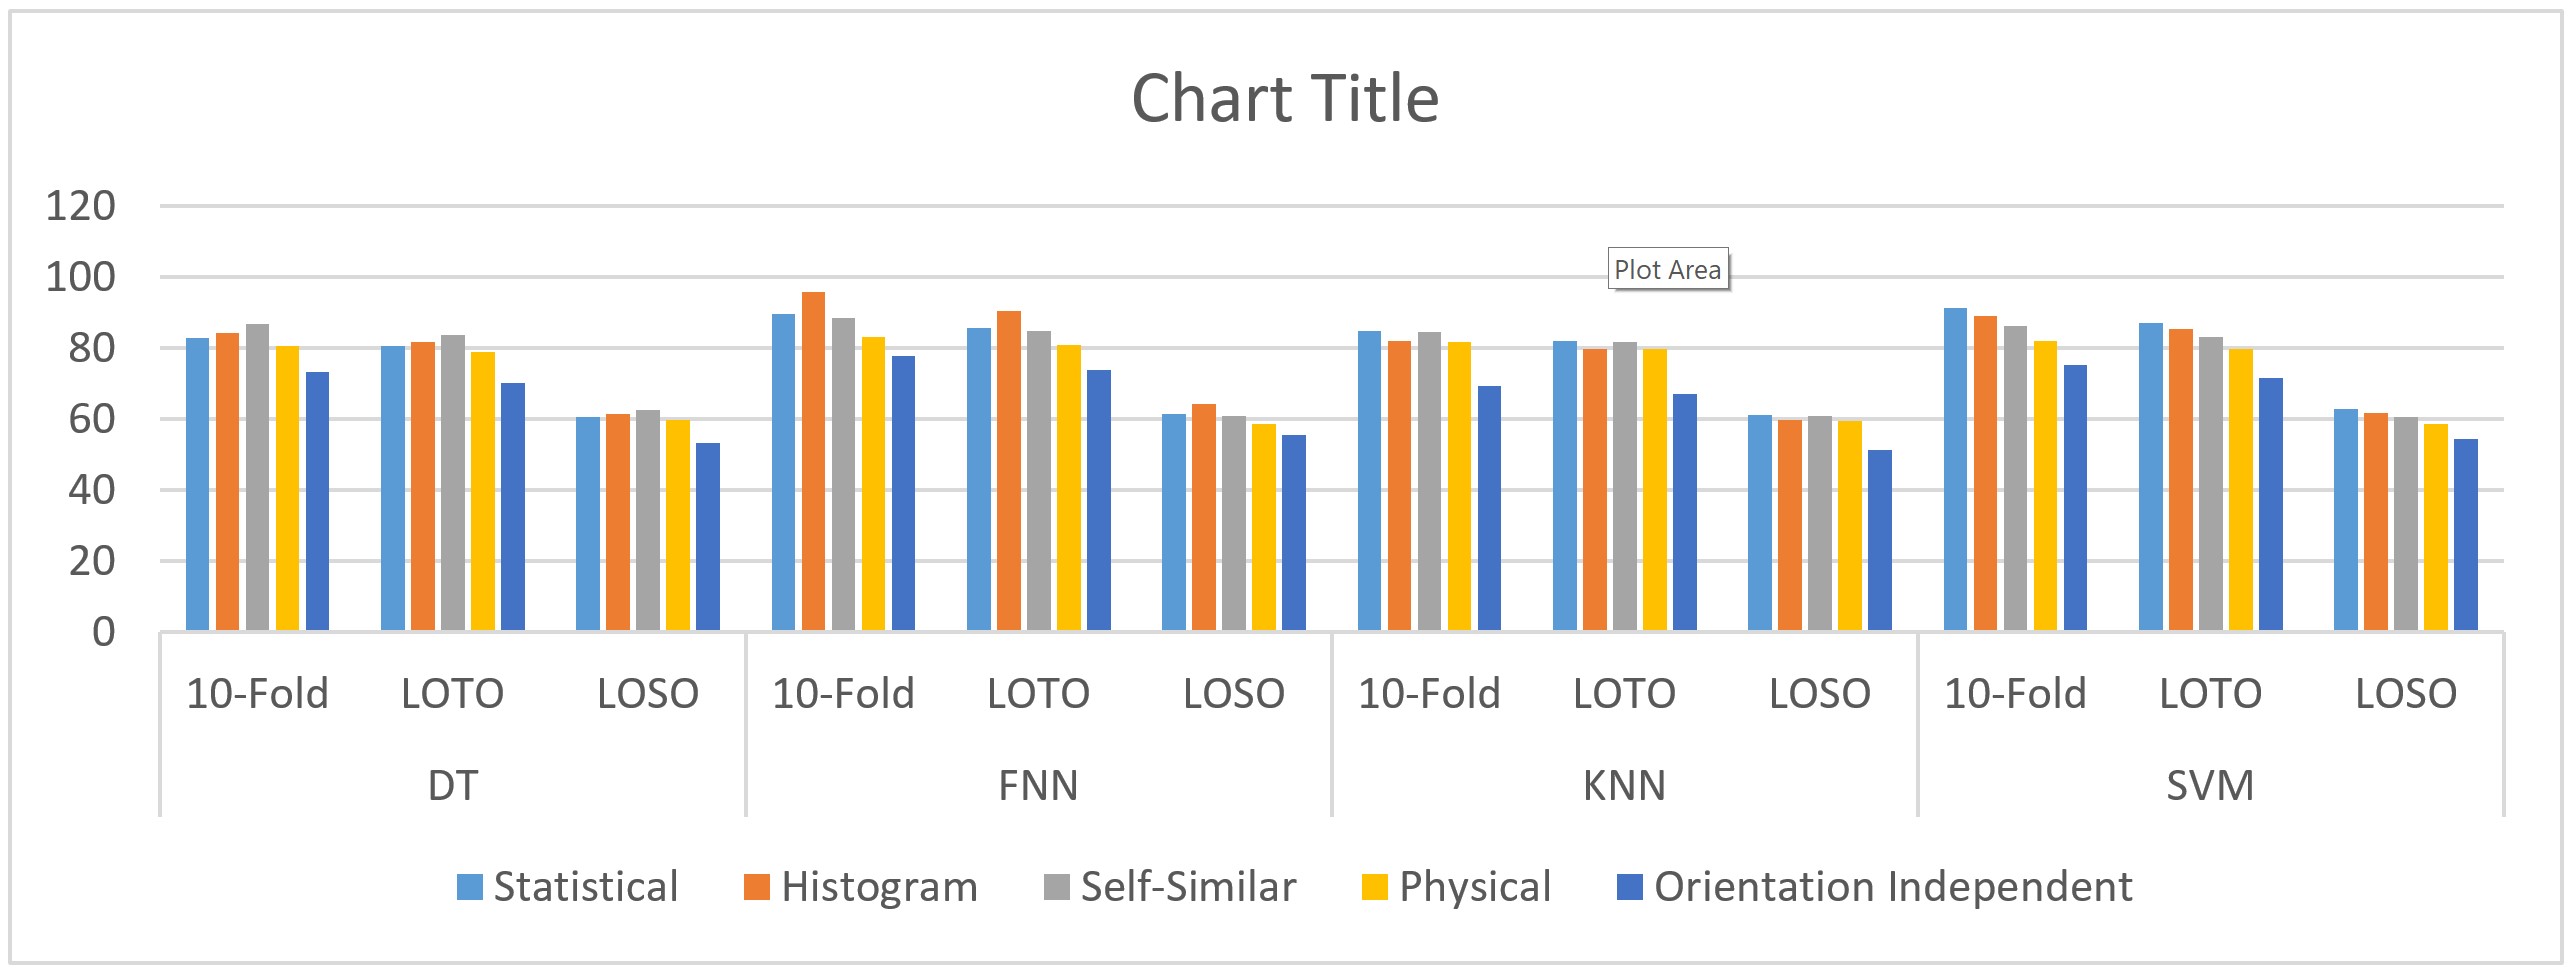 Chart Title
120
100
Plot Area
80
60
40
20
0
10-Fold LOTO LOSO 10-Fold LOTO LOSO 10-Fold LOTO LOSO 10-Fold LOTO LOSO
DT FNN KNN SVM
Statistical Histogram Self-Similar Physical Orientation Independent